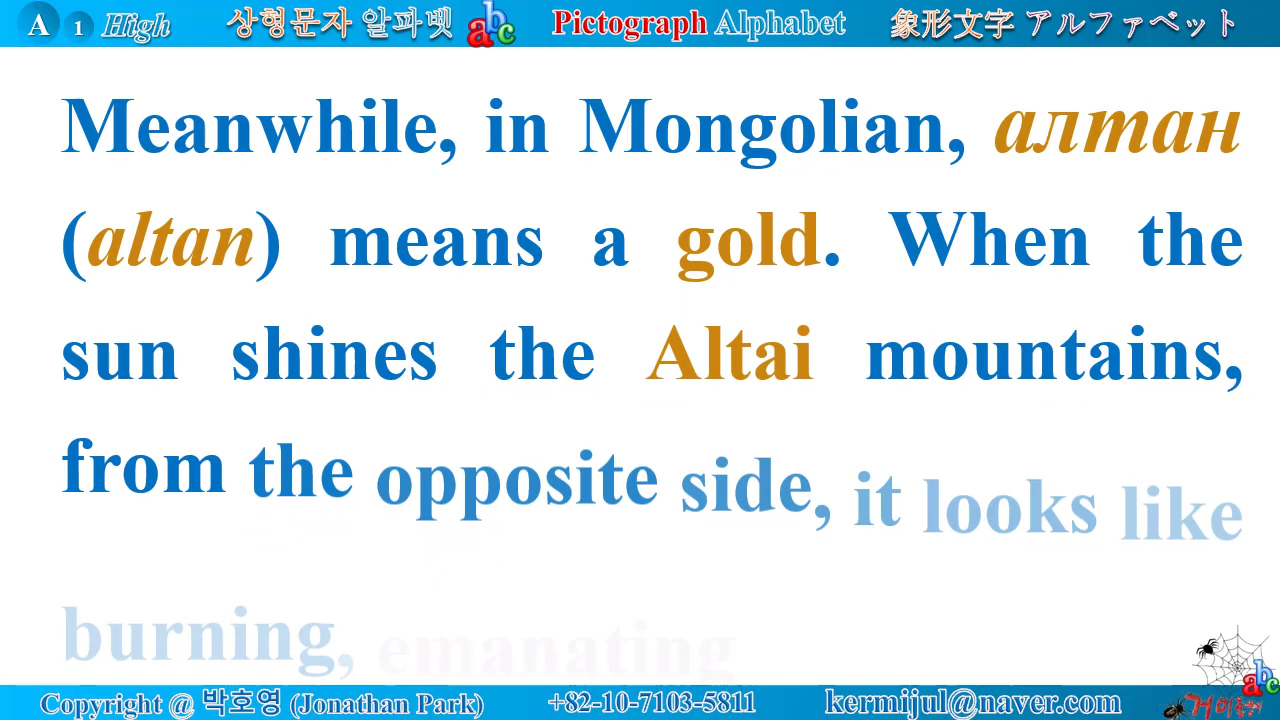 A 1 High 상형문자 알파벳 abc Pictograph Alphabet 象形文字 アルファベット
Meanwhile, in Mongolian, алтан
(altan) means a gold. When the
sun shines the Altai mountains,
from the opposite side, it looks like
burning, emanating
Copyright @ 박호영 (Jonathan Park) +82-10-7103-5811 kermijul@naver.com
abc